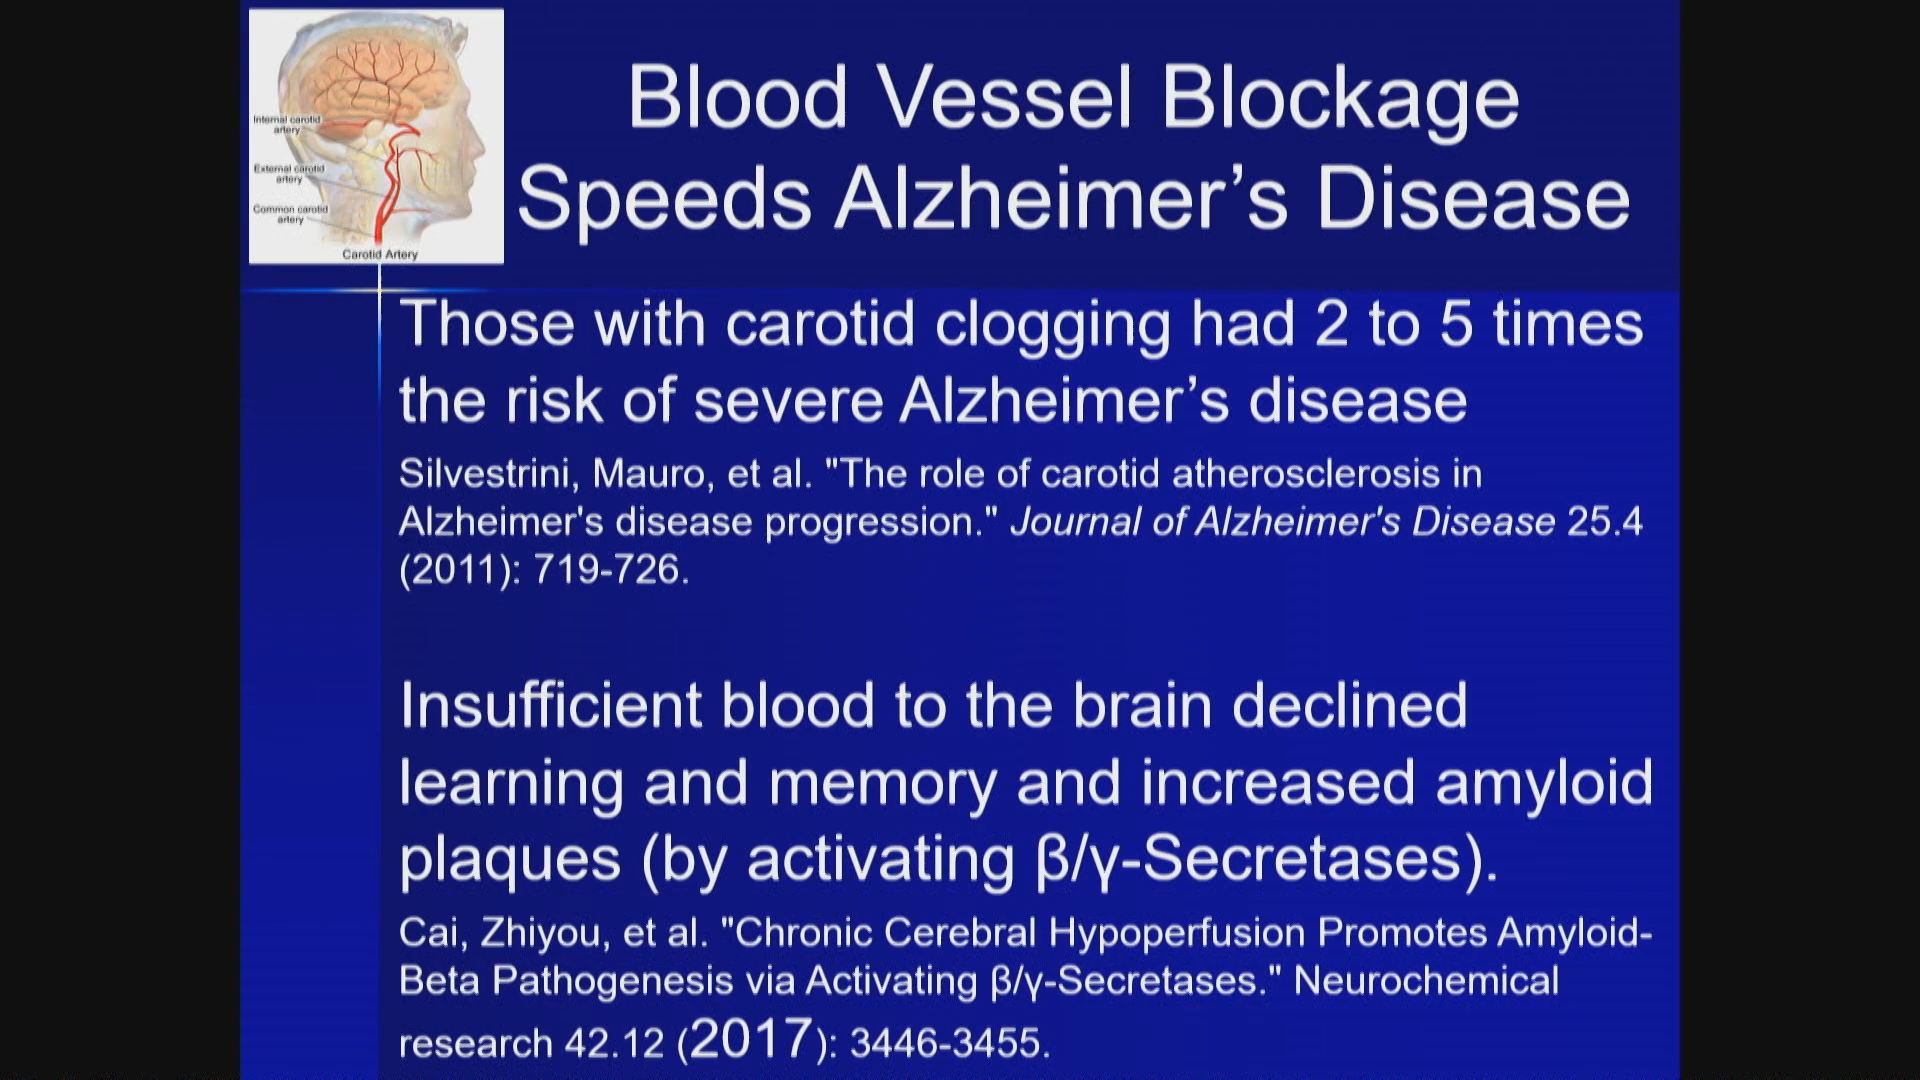 Internal carotid
artery
External carotid
artery
Common carotid
artery
Carotid Artery
Blood Vessel Blockage
Speeds Alzheimer’s Disease
Those with carotid clogging had 2 to 5 times
the risk of severe Alzheimer’s disease
Silvestrini, Mauro, et al. "The role of carotid atherosclerosis in
Alzheimer's disease progression." Journal of Alzheimer's Disease 25.4
(2011): 719-726.
Insufficient blood to the brain declined
learning and memory and increased amyloid
plaques (by activating β/γ-Secretases).
Cai, Zhiyou, et al. "Chronic Cerebral Hypoperfusion Promotes Amyloid-
Beta Pathogenesis via Activating β/γ-Secretases." Neurochemical
research 42.12 (2017): 3446-3455.